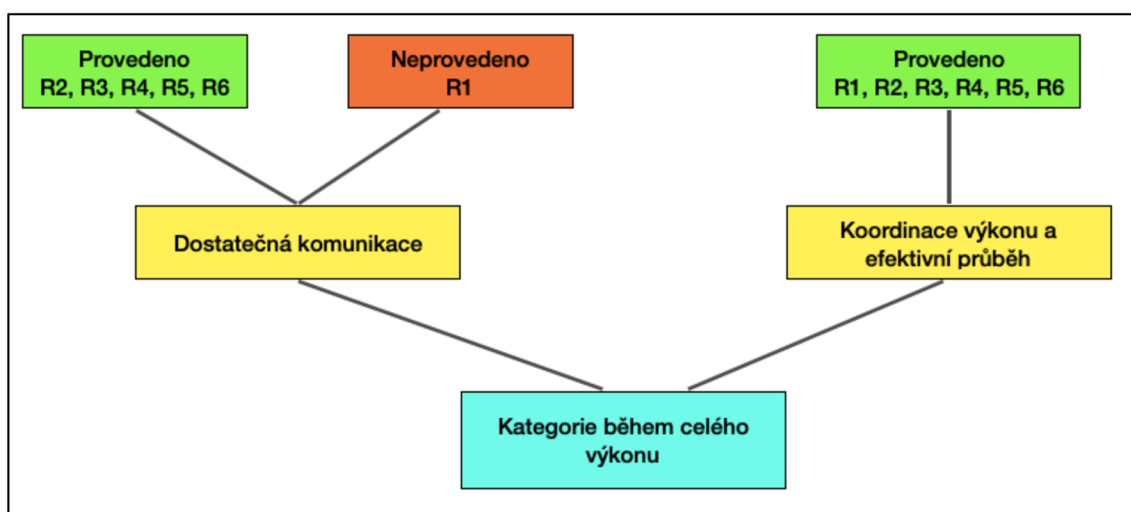 Provedeno
R2, R3, R4, R5, R6
Neprovedeno
R1
Provedeno
R1, R2, R3, R4, R5, R6
Dostatečná komunikace
Koordinace výkonu a
efektivní průběh
Kategorie během celého
výkonu